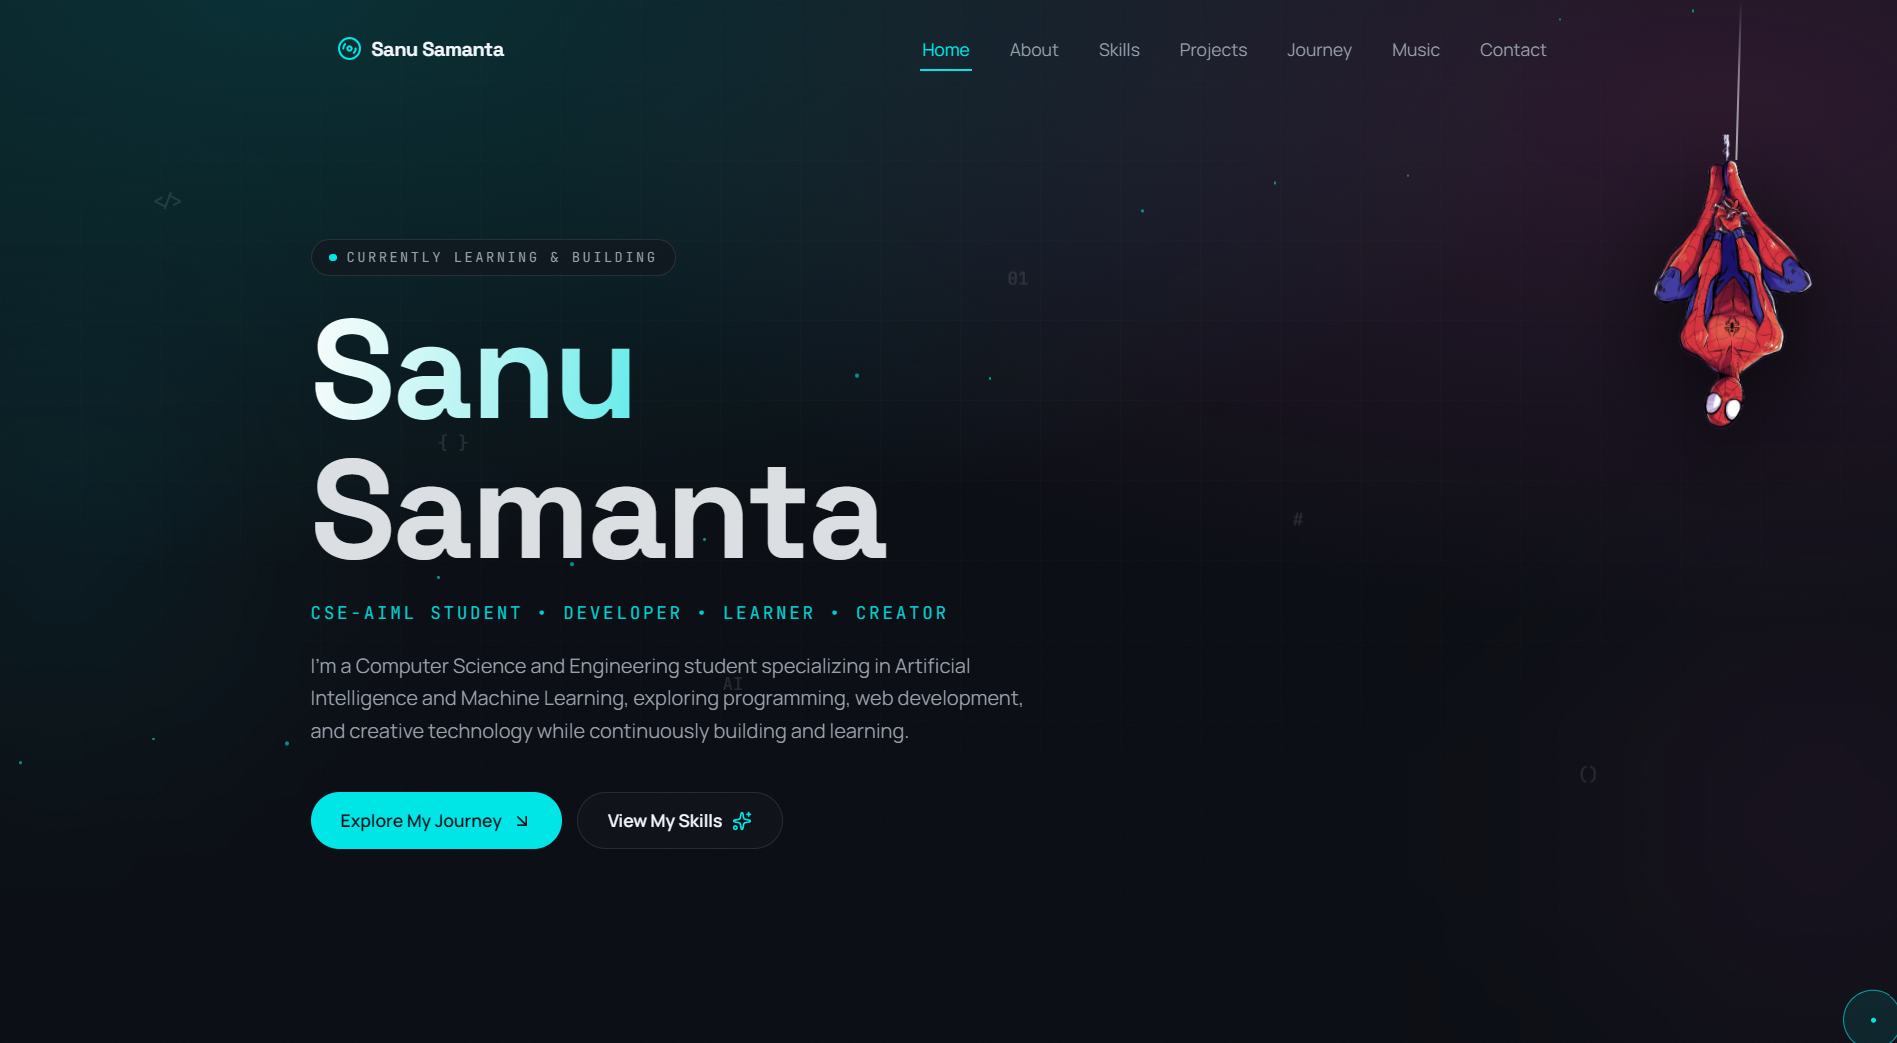 Sanu Samanta
Home About Skills Projects Journey Music Contact
</>
CURRENTLY LEARNING & BUILDING
01
Sanu
{ }
Samanta
#
CSE-AIML STUDENT • DEVELOPER • LEARNER • CREATOR
I'm a Computer Science and Engineering student specializing in Artificial
AI
Intelligence and Machine Learning, exploring programming, web development,
and creative technology while continuously building and learning.
()
Explore My Journey
View My Skills